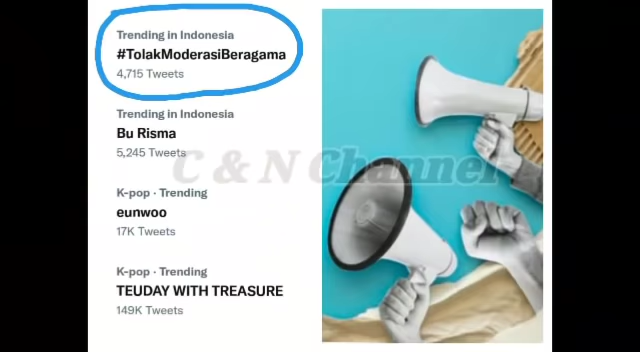 Trending in Indonesia
#TolakModerasiBeragama
4,715 Tweets
Trending in Indonesia
Bu Risma
5,245 Tweets
K-pop · Trending
eunwoo
17K Tweets
K-pop · Trending
TEUDAY WITH TREASURE
149K Tweets
C & N Channel